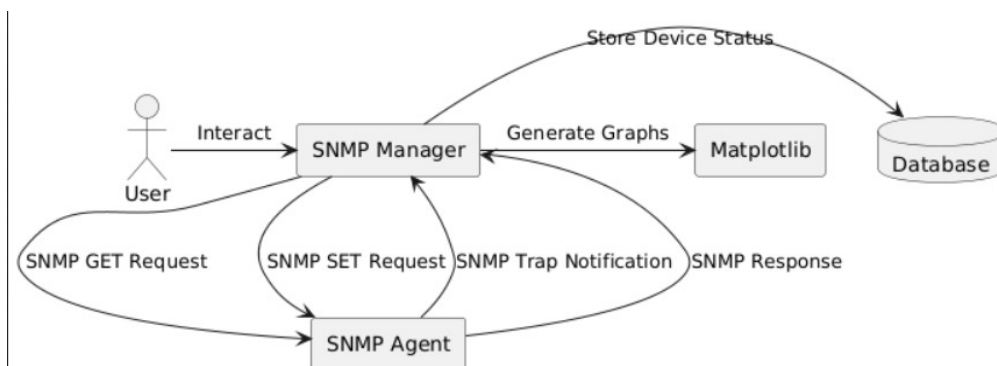 Store Device Status
Interact
Generate Graphs
SNMP Manager
Matplotlib
Database
User
SNMP GET Request
SNMP SET Request
SNMP Trap Notification
SNMP Response
SNMP Agent